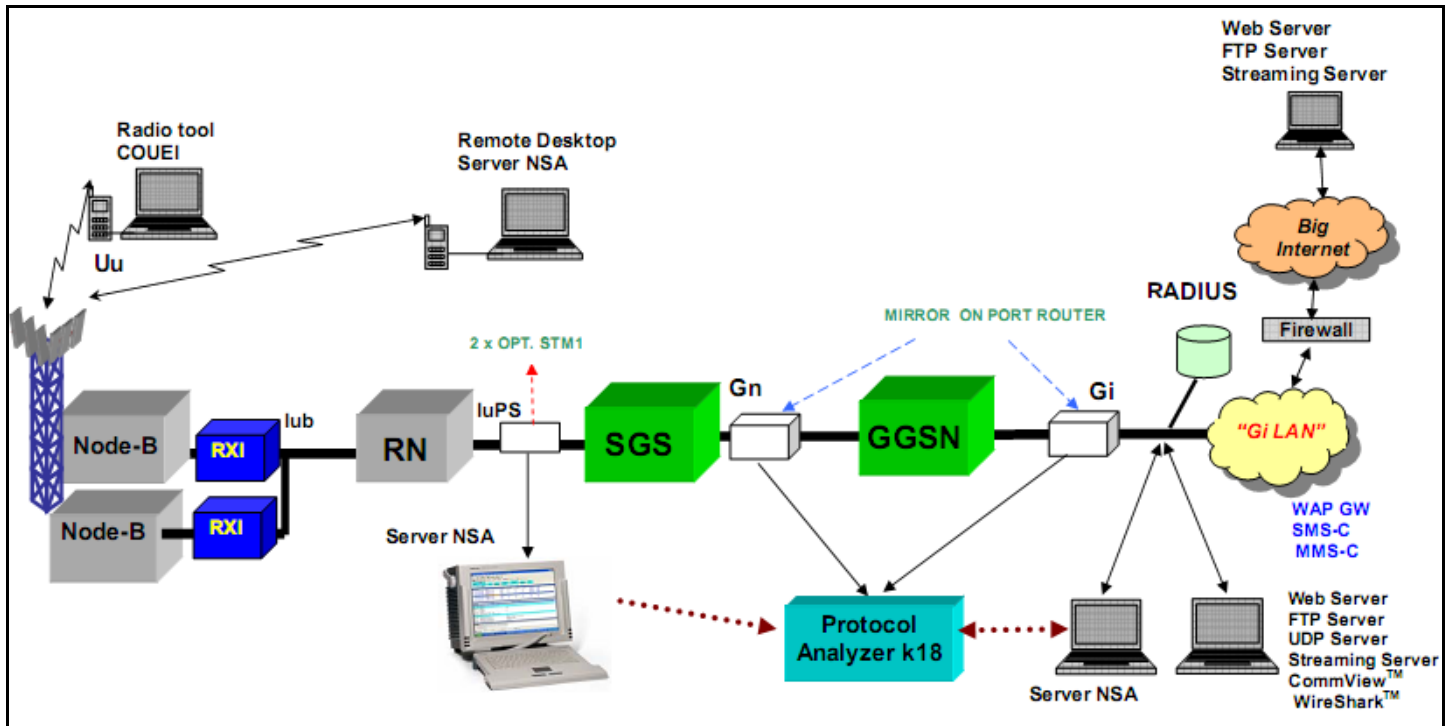 Web Server
FTP Server
Streaming Server
Radio tool
COUEI
Remote Desktop
Server NSA
Uu
Big
Internet
RADIUS
Firewall
MIRROR ON PORT ROUTER
2 x OPT. STM1
Gn
Gi
IuPS
Iub
Node-B
RXI
RN
SGS
GGSN
“Gi LAN”
Node-B
RXI
WAP GW
SMS-C
MMS-C
Server NSA
Protocol
Analyzer k18
Server NSA
Web Server
FTP Server
UDP Server
Streaming Server
CommView™
WireShark™